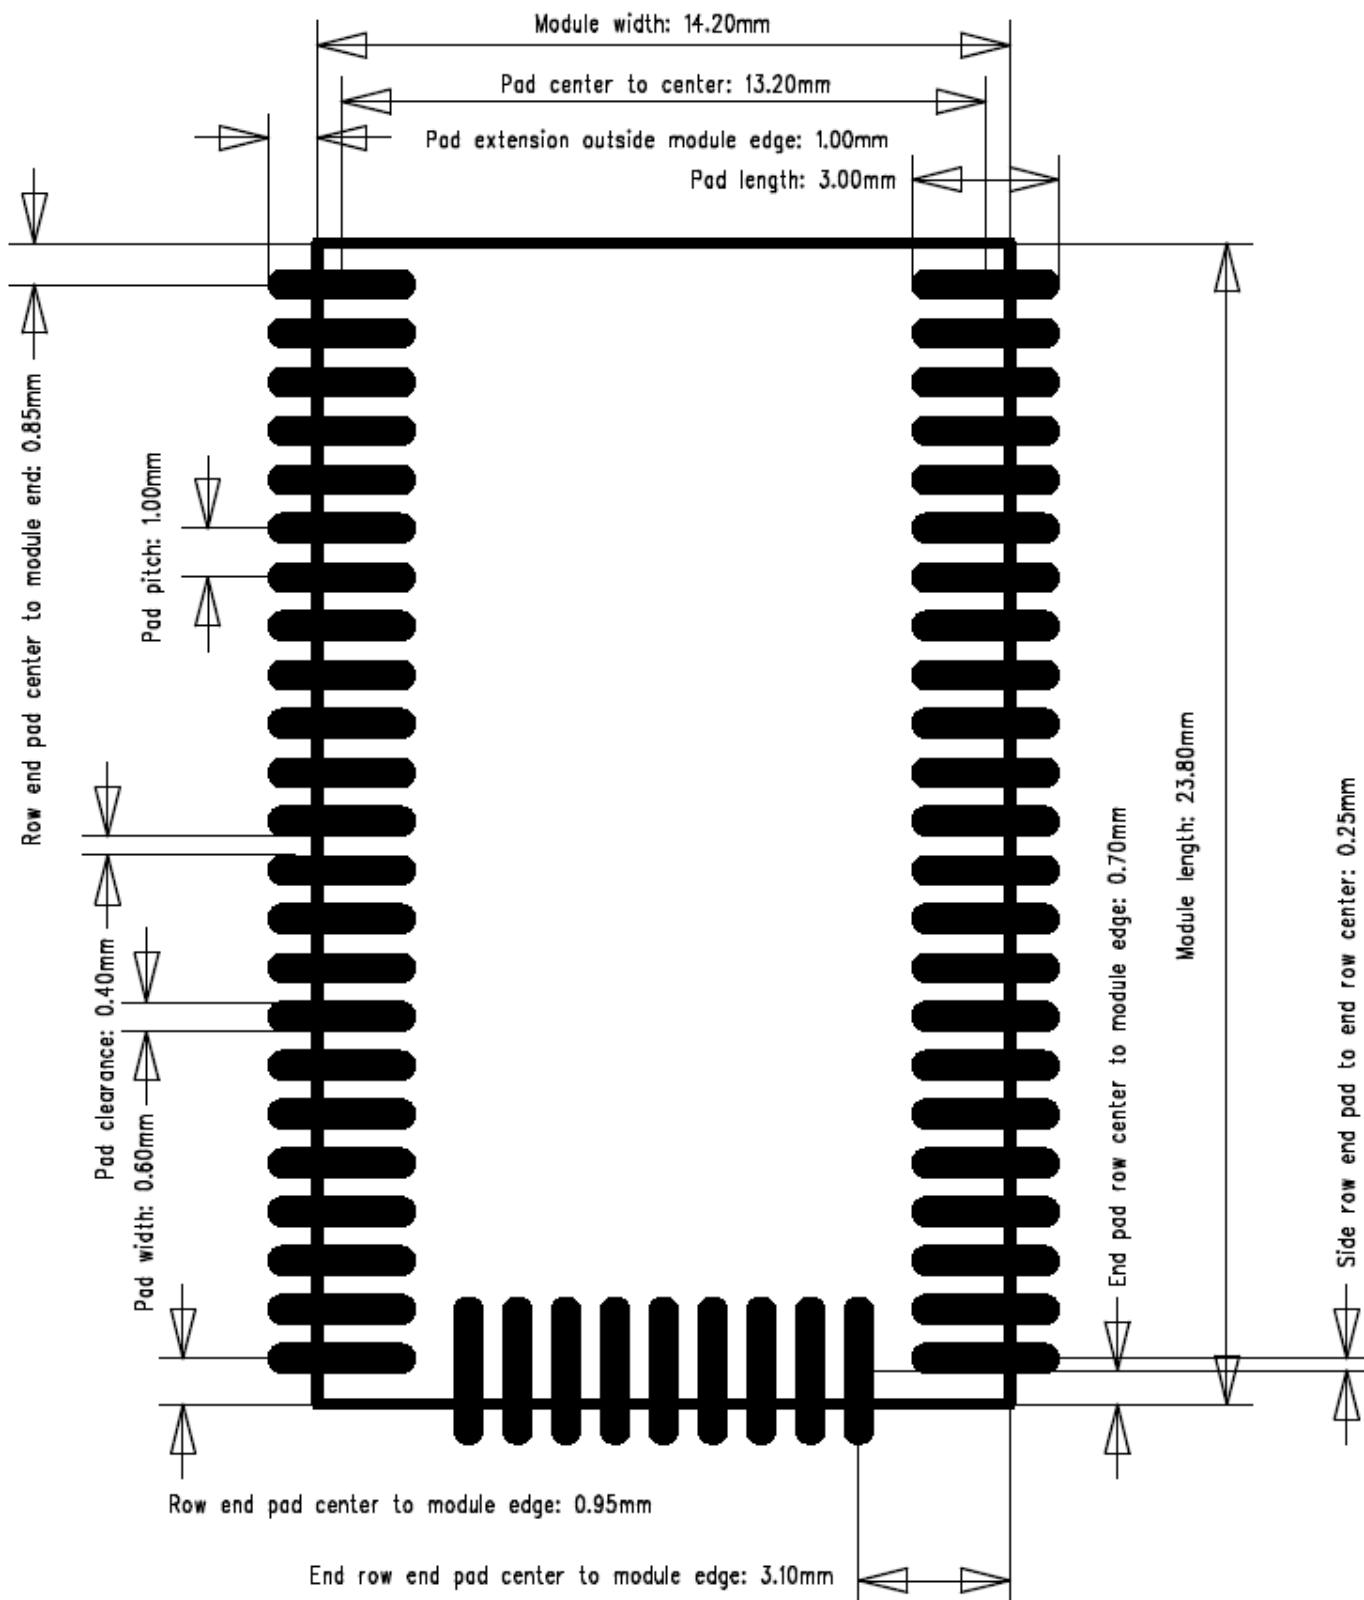 Module width: 14.20mm
Pad center to center: 13.20mm
Pad extension outside module edge: 1.00mm
Pad length: 3.00mm
Row end pad center to module end: 0.85mm
Pad pitch: 1.00mm
Module length: 23.80mm
Side row end pad to end row center: 0.25mm
End pad row center to module edge: 0.70mm
Pad clearance: 0.40mm
Pad width: 0.60mm
Row end pad center to module edge: 0.95mm
End row end pad center to module edge: 3.10mm